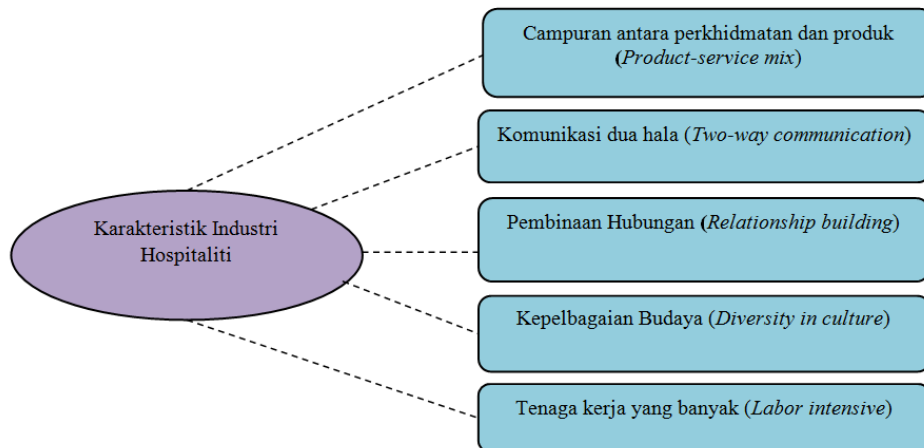 Campuran antara perkhidmatan dan produk
(Product-service mix)
Komunikasi dua hala (Two-way communication)
Karakteristik Industri
Hospitaliti
Pembinaan Hubungan (Relationship building)
Kepelbagaian Budaya (Diversity in culture)
Tenaga kerja yang banyak (Labor intensive)